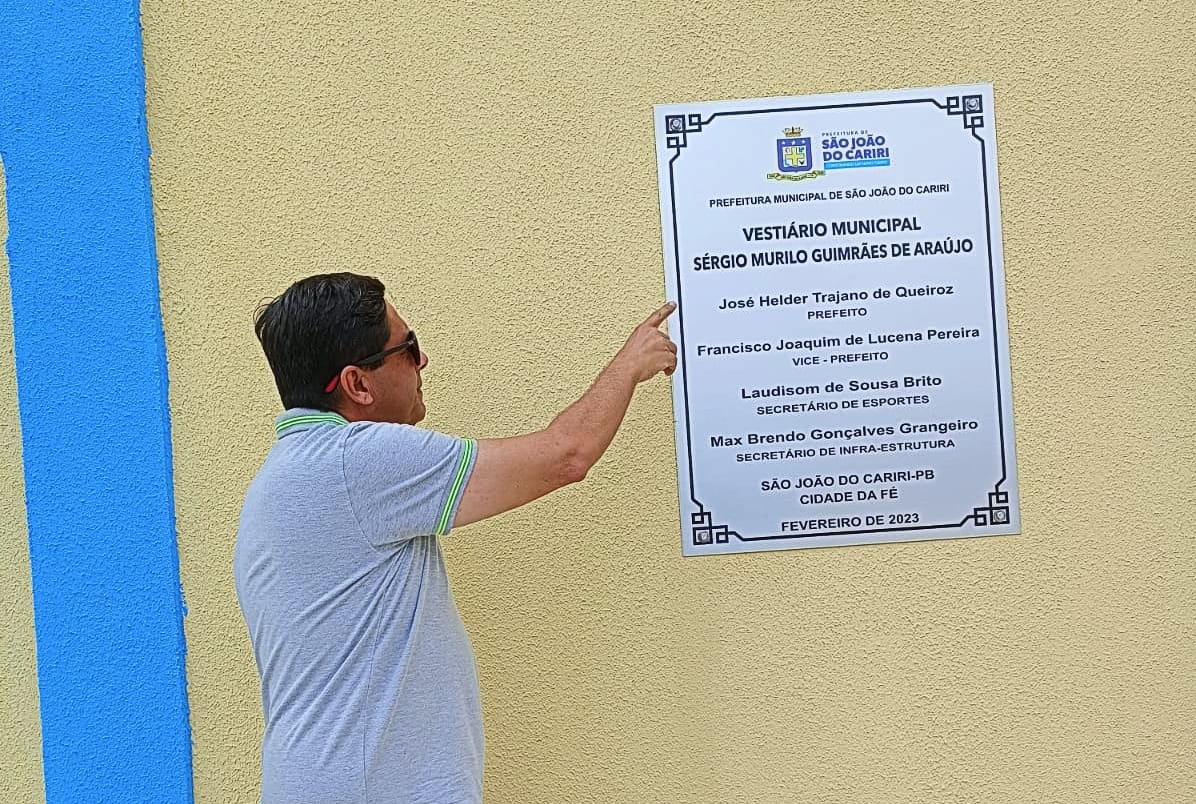 PREFEITURA DE
SÃO JOÃO
DO CARIRI
PREFEITURA MUNICIPAL DE SÃO JOÃO DO CARIRI
VESTIÁRIO MUNICIPAL
SÉRGIO MURILO GUIMRÃES DE ARAÚJO
José Helder Trajano de Queiroz
PREFEITO
Francisco Joaquim de Lucena Pereira
VICE - PREFEITO
Laudisom de Sousa Brito
SECRETÁRIO DE ESPORTES
Max Brendo Gonçalves Grangeiro
SECRETÁRIO DE INFRA-ESTRUTURA
SÃO JOÃO DO CARIRI-PB
CIDADE DA FÉ
FEVEREIRO DE 2023